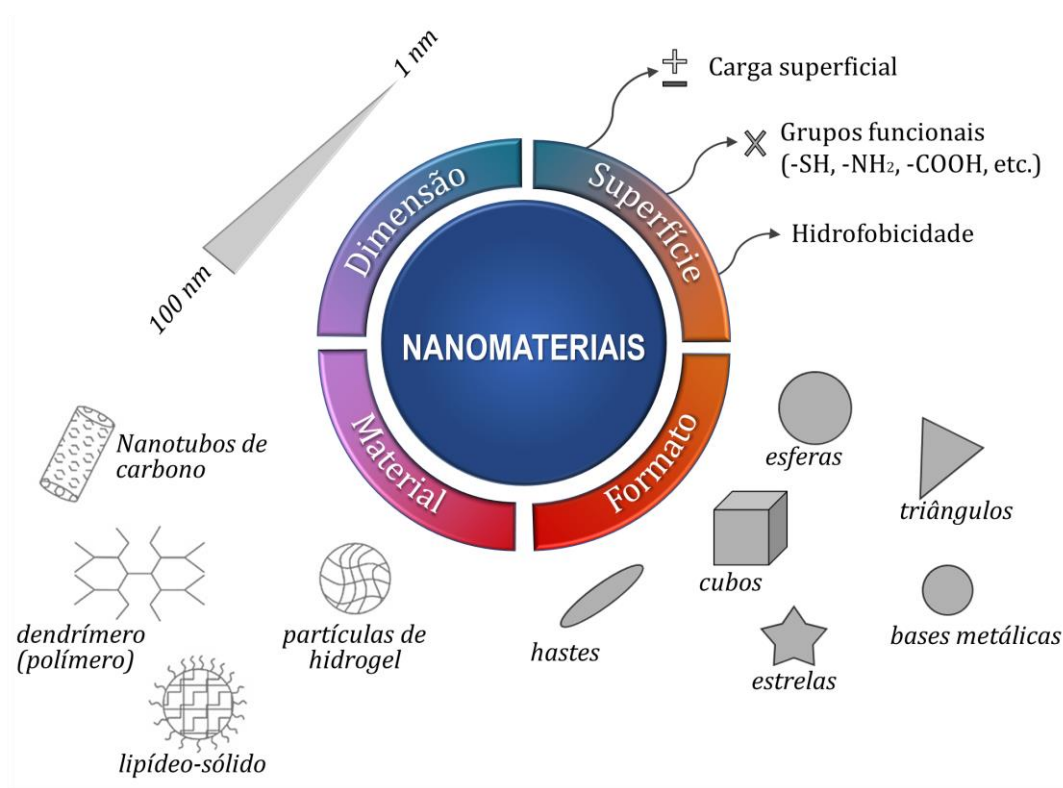 1 nm
100 nm
Carga superficial
Grupos funcionais
(-SH, -NH₂, -COOH, etc.)
Hidrofobicidade
Dimensão
Superfície
NANOMATERIAIS
Material
Formato
Nanotubos de
carbono
dendrímero
(polímero)
partículas de
hidrogel
lipídeo-sólido
esferas
triângulos
cubos
hastes
bases metálicas
estrelas